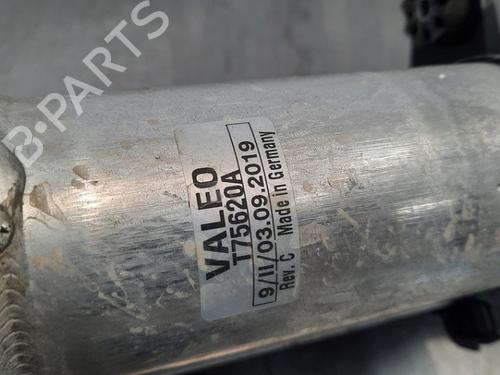 B-PARTS
VALEO
T75620A
9/II/03.09.2019
Rev. C Made in Germany